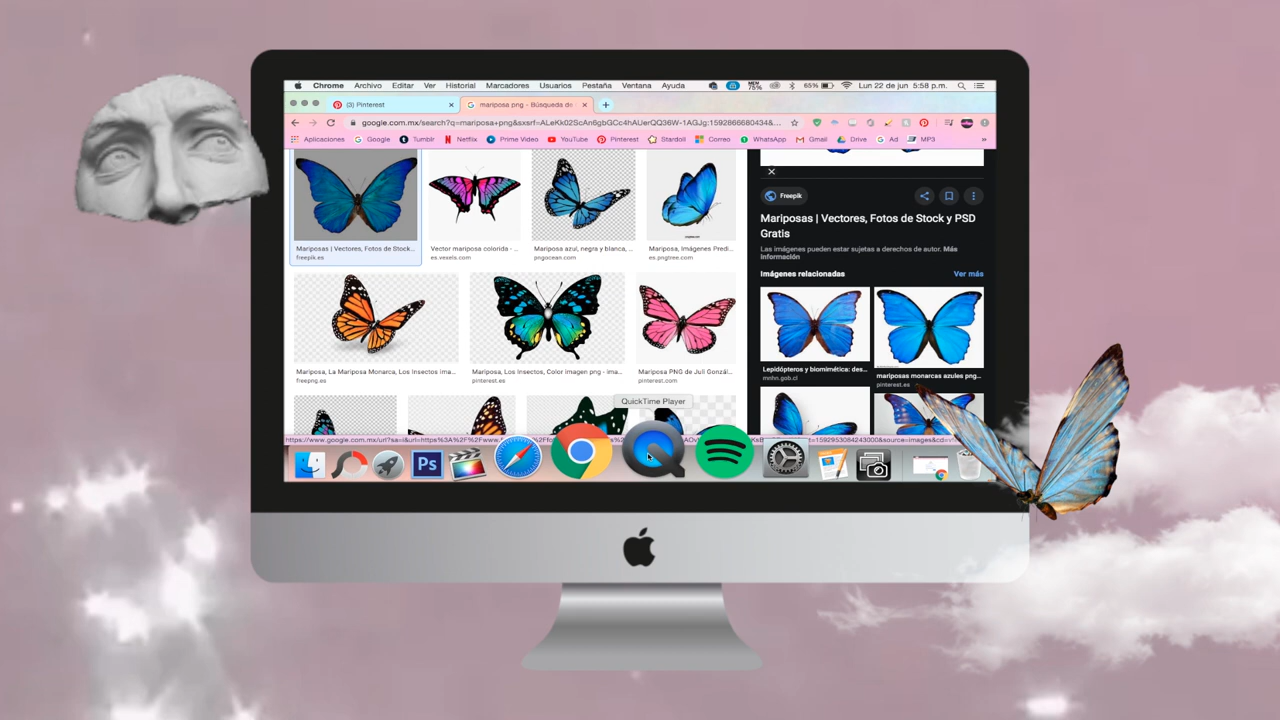 Chrome Archivo Editar Ver Historial Marcadores Usuarios Pestaña Ventana Ayuda 65% Lun 22 de jun 5:58 p.m.
(3) Pinterest
mariposa png - Búsqueda de
google.com.mx/search?q=mariposa+png&sxsrf=
Aplicaciones Google Tumblr Netflix Prime Video YouTube Pinterest Stardoll Correo WhatsApp Gmail Drive Ad MP3 »
Mariposas | Vectores, Fotos de Stock...
freepik.es
Vector mariposa colorida - ...
es.vexels.com
Mariposa azul, negra y blanca, ...
pngocean.com
Mariposa, Imágenes Predi...
es.pngtree.com
Mariposa, La Mariposa Monarca, Los Insectos Ima...
freepng.es
Mariposa, Los Insectos, Color imagen png - ima...
pinterest.es
Mariposa PNG de Juli Gonzál...
pinterest.com
Freepik
Mariposas | Vectores, Fotos de Stock y PSD
Gratis
Las imágenes pueden estar sujetas a derechos de autor. Más
información
Imágenes relacionadas
Ver más
Lepidópteros y biomimética: des...
mnhn.gob.cl
mariposas monarcas azules png...
pinterest.es
QuickTime Player
Ps